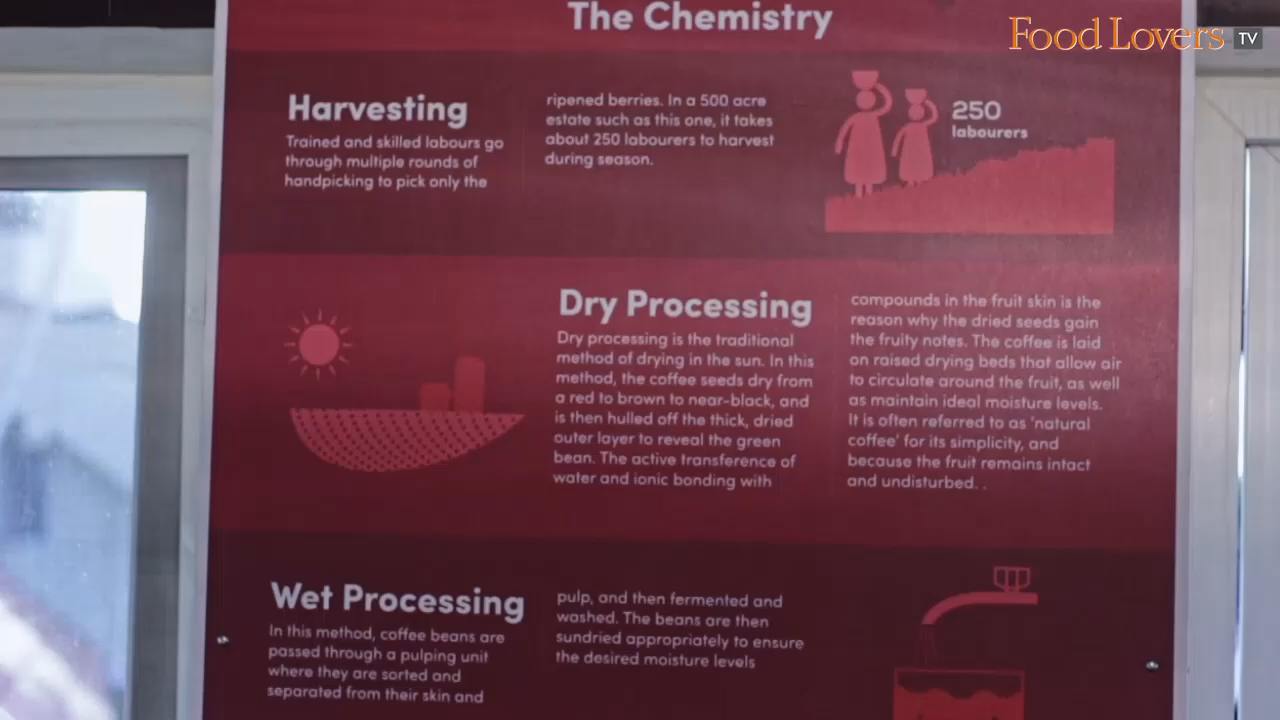 The Chemistry
Food Lovers TV
Harvesting
Trained and skilled labours go
through multiple rounds of
handpicking to pick only the
ripened berries. In a 500 acre
estate such as this one, it takes
about 250 labourers to harvest
during season.
250
labourers
Dry Processing
Dry processing is the traditional
method of drying in the sun. In this
method, the coffee seeds dry from
a red to brown to near-black, and
is then hulled off the thick, dried
outer layer to reveal the green
bean. The active transference of
water and ionic bonding with
compounds in the fruit skin is the
reason why the dried seeds gain
the fruity notes. The coffee is laid
on raised drying beds that allow air
to circulate around the fruit, as well
as maintain ideal moisture levels.
It is often referred to as 'natural
coffee' for its simplicity, and
because the fruit remains intact
and undisturbed. .
Wet Processing
In this method, coffee beans are
passed through a pulping unit
where they are sorted and
separated from their skin and
pulp, and then fermented and
washed. The beans are then
sundried appropriately to ensure
the desired moisture levels